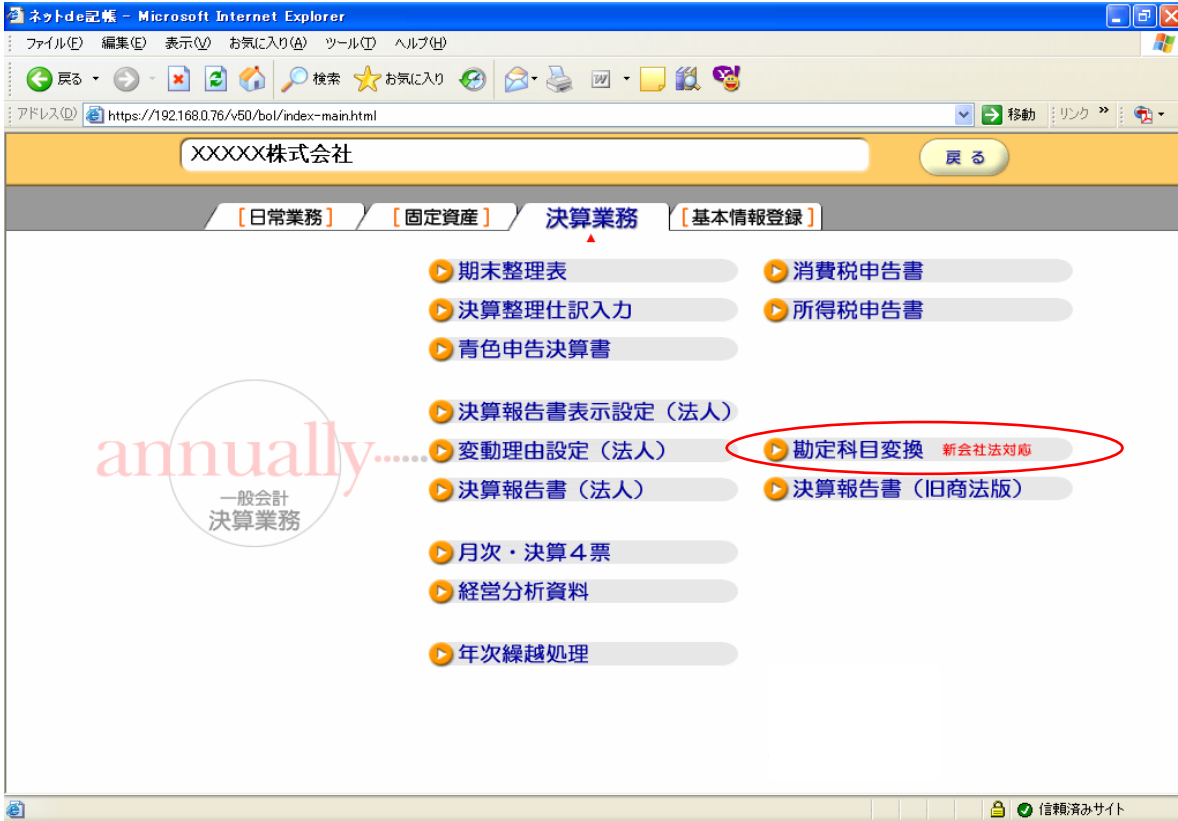 ネットde記帳 - Microsoft Internet Explorer
ファイル(F) 編集(E) 表示(V) お気に入り(A) ツール(T) ヘルプ(H)
戻る 検索 お気に入り
アドレス(D) https://192.168.0.76/v50/bol/index-main.html 移動 リンク »
XXXXX株式会社 戻る
[日常業務] [固定資産] 決算業務 [基本情報登録]
期末整理表 消費税申告書
決算整理仕訳入力 所得税申告書
青色申告決算書
決算報告書表示設定（法人）
annually
変動理由設定（法人） 勘定科目変換 新会社法対応
一般会計
決算報告書（法人） 決算報告書（旧商法版）
決算業務
月次・決算４票
経営分析資料
年次繰越処理
信頼済みサイト